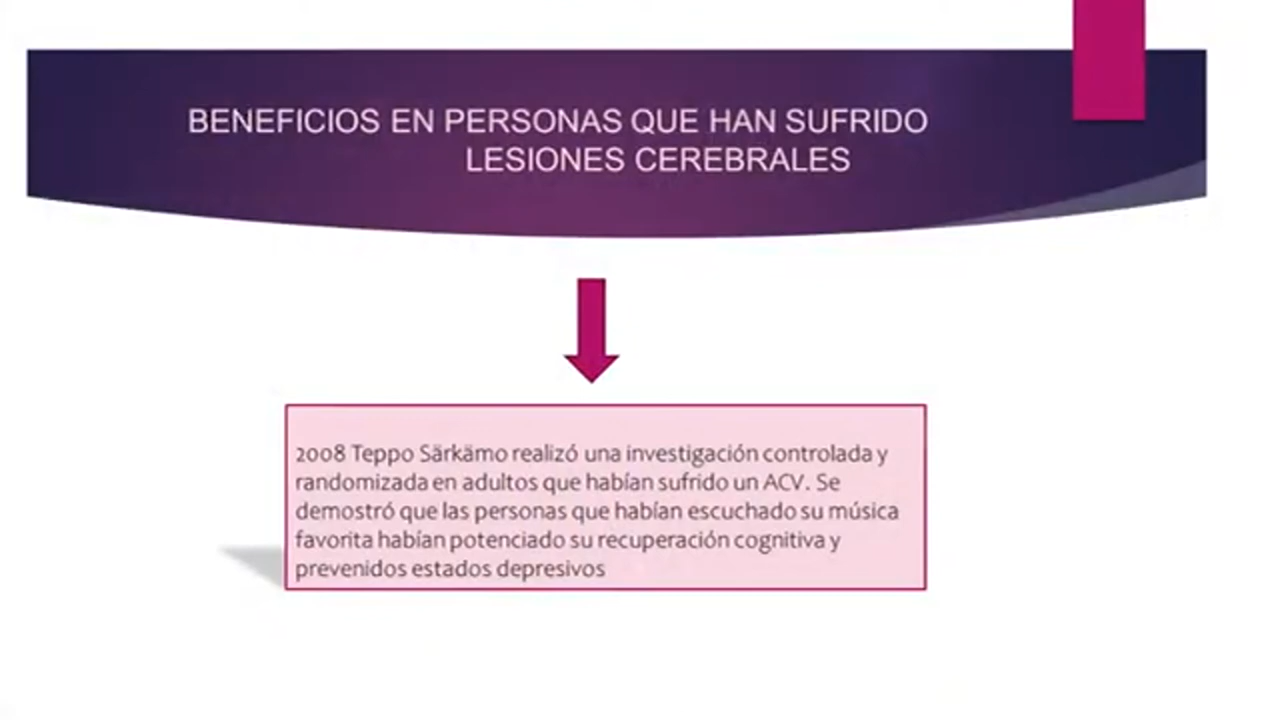 BENEFICIOS EN PERSONAS QUE HAN SUFRIDO
LESIONES CEREBRALES
2008 Teppo Särkämo realizó una investigación controlada y
randomizada en adultos que habían sufrido un ACV. Se
demostró que las personas que habían escuchado su música
favorita habían potenciado su recuperación cognitiva y
prevenidos estados depresivos